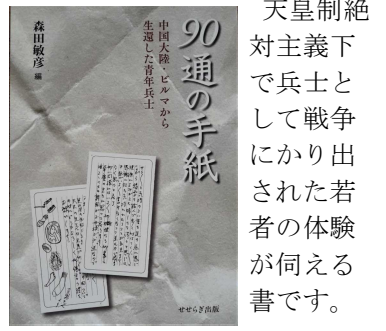 90通の手紙
中国大陸・ビルマから
生還した青年兵士
森田敏彦 編
せせらぎ出版
天皇制絶
対主義下
で兵士と
して戦争
にかり出
された若
者の体験
が伺える
書です。